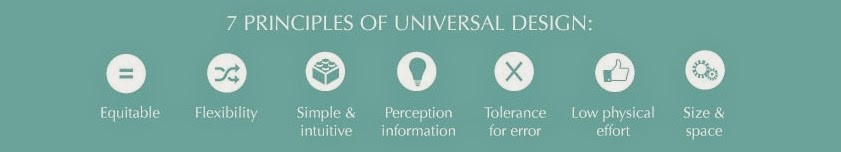 7 PRINCIPLES OF UNIVERSAL DESIGN:
Equitable
Flexibility
Simple &
intuitive
Perception
information
Tolerance
for error
Low physical
effort
Size &
space